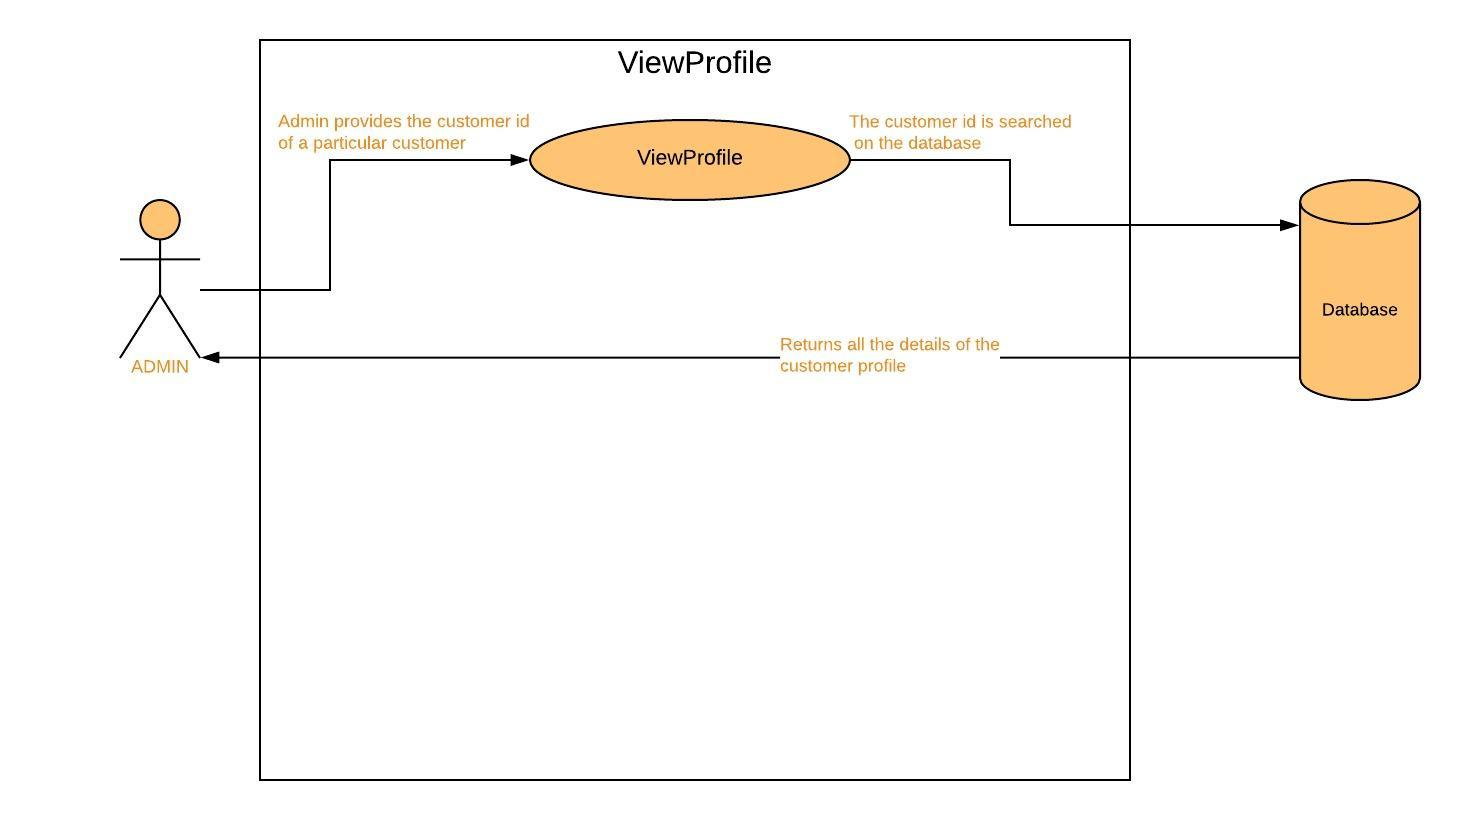 ViewProfile
Admin provides the customer id
of a particular customer
ViewProfile
The customer id is searched
on the database
Database
Returns all the details of the
customer profile
ADMIN